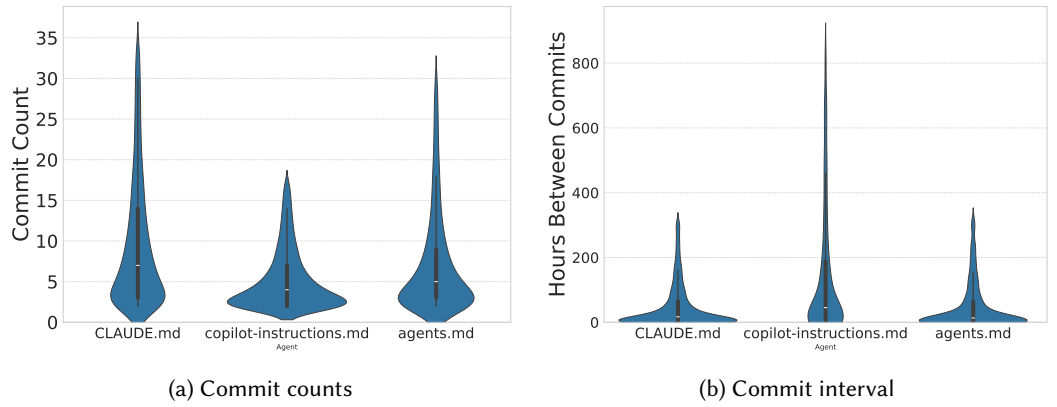 Commit Count
35
30
25
20
15
10
5
0
CLAUDE.md copilot-instructions.md agents.md
Agent
(a) Commit counts
Hours Between Commits
800
600
400
200
0
CLAUDE.md copilot-instructions.md agents.md
Agent
(b) Commit interval